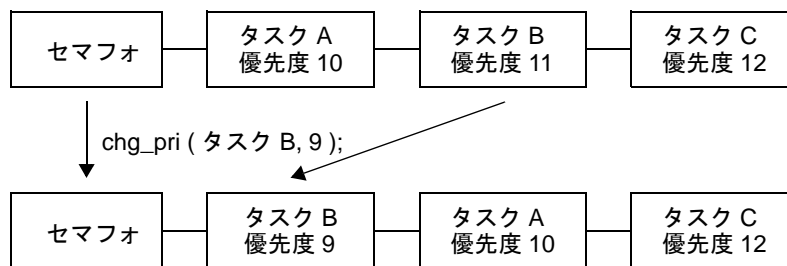 セマフォ
タスク A
優先度 10
タスク B
優先度 11
タスク C
優先度 12
chg_pri ( タスク B, 9 );
セマフォ
タスク B
優先度 9
タスク A
優先度 10
タスク C
優先度 12